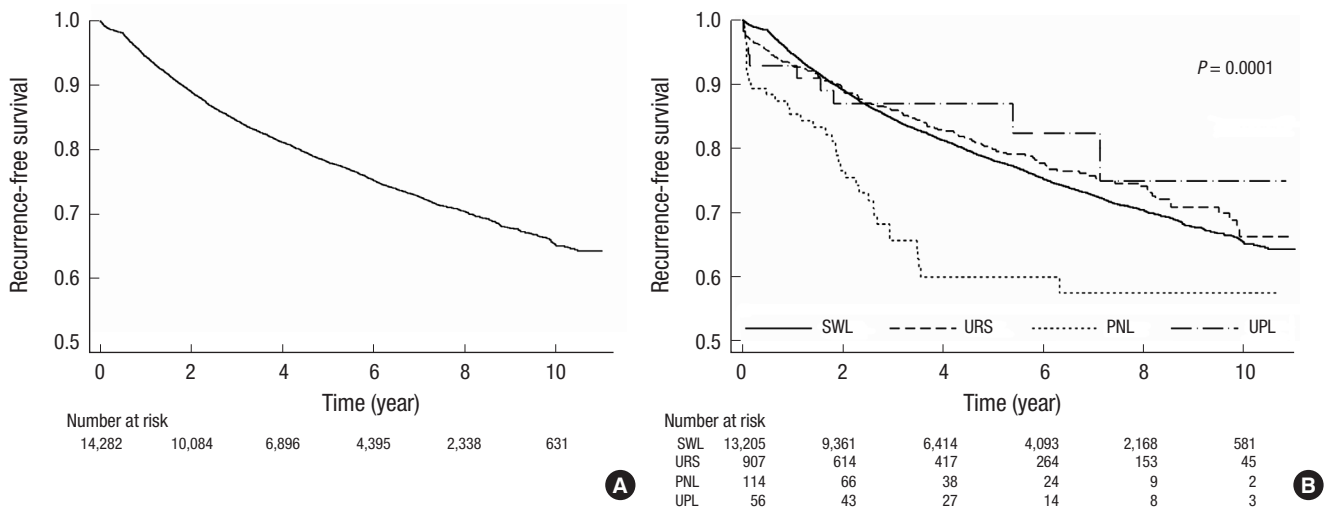 Recurrence-free survival
1.0
0.9
0.8
0.7
0.6
0.5
0 2 4 6 8 10
Time (year)
Number at risk
14,282 10,084 6,896 4,395 2,338 631
A
Recurrence-free survival
1.0
0.9
0.8
0.7
0.6
0.5
P = 0.0001
SWL URS PNL UPL
0 2 4 6 8 10
Time (year)
Number at risk
SWL 13,205 9,361 6,414 4,093 2,168 581
URS 907 614 417 264 153 45
PNL 114 66 38 24 9 2
UPL 56 43 27 14 8 3
B